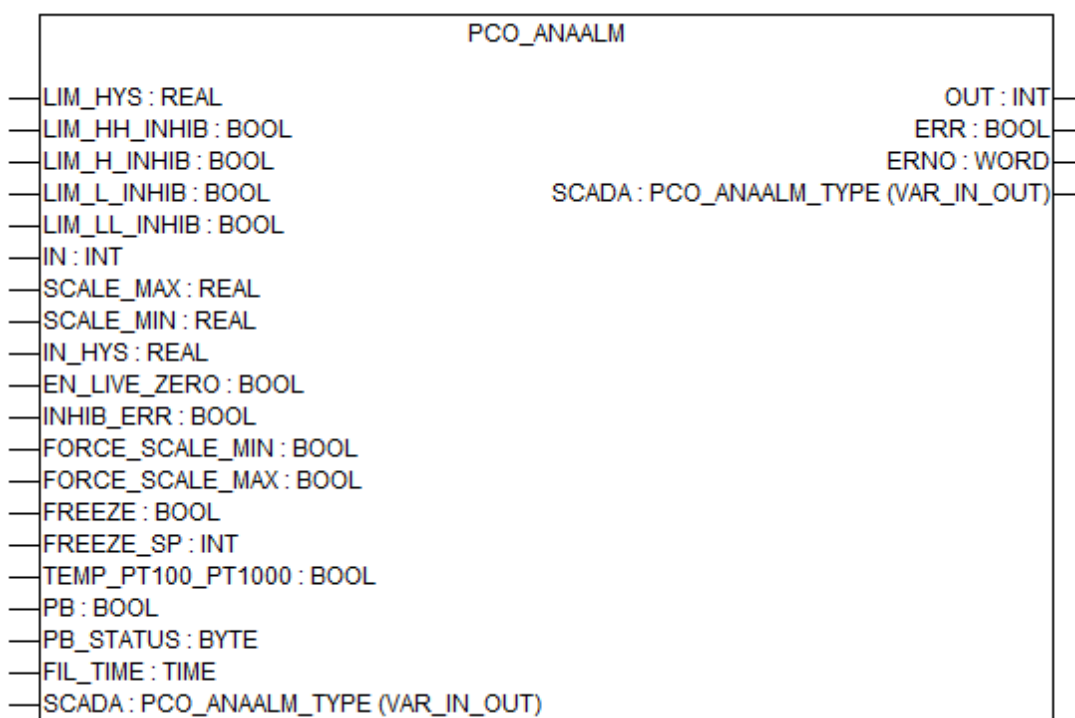 PCO_ANAALM
LIM_HYS : REAL
OUT : INT
LIM_HH_INHIB : BOOL
ERR : BOOL
LIM_H_INHIB : BOOL
ERNO : WORD
LIM_L_INHIB : BOOL
SCADA : PCO_ANAALM_TYPE (VAR_IN_OUT)
LIM_LL_INHIB : BOOL
IN : INT
SCALE_MAX : REAL
SCALE_MIN : REAL
IN_HYS : REAL
EN_LIVE_ZERO : BOOL
INHIB_ERR : BOOL
FORCE_SCALE_MIN : BOOL
FORCE_SCALE_MAX : BOOL
FREEZE : BOOL
FREEZE_SP : INT
TEMP_PT100_PT1000 : BOOL
PB : BOOL
PB_STATUS : BYTE
FIL_TIME : TIME
SCADA : PCO_ANAALM_TYPE (VAR_IN_OUT)